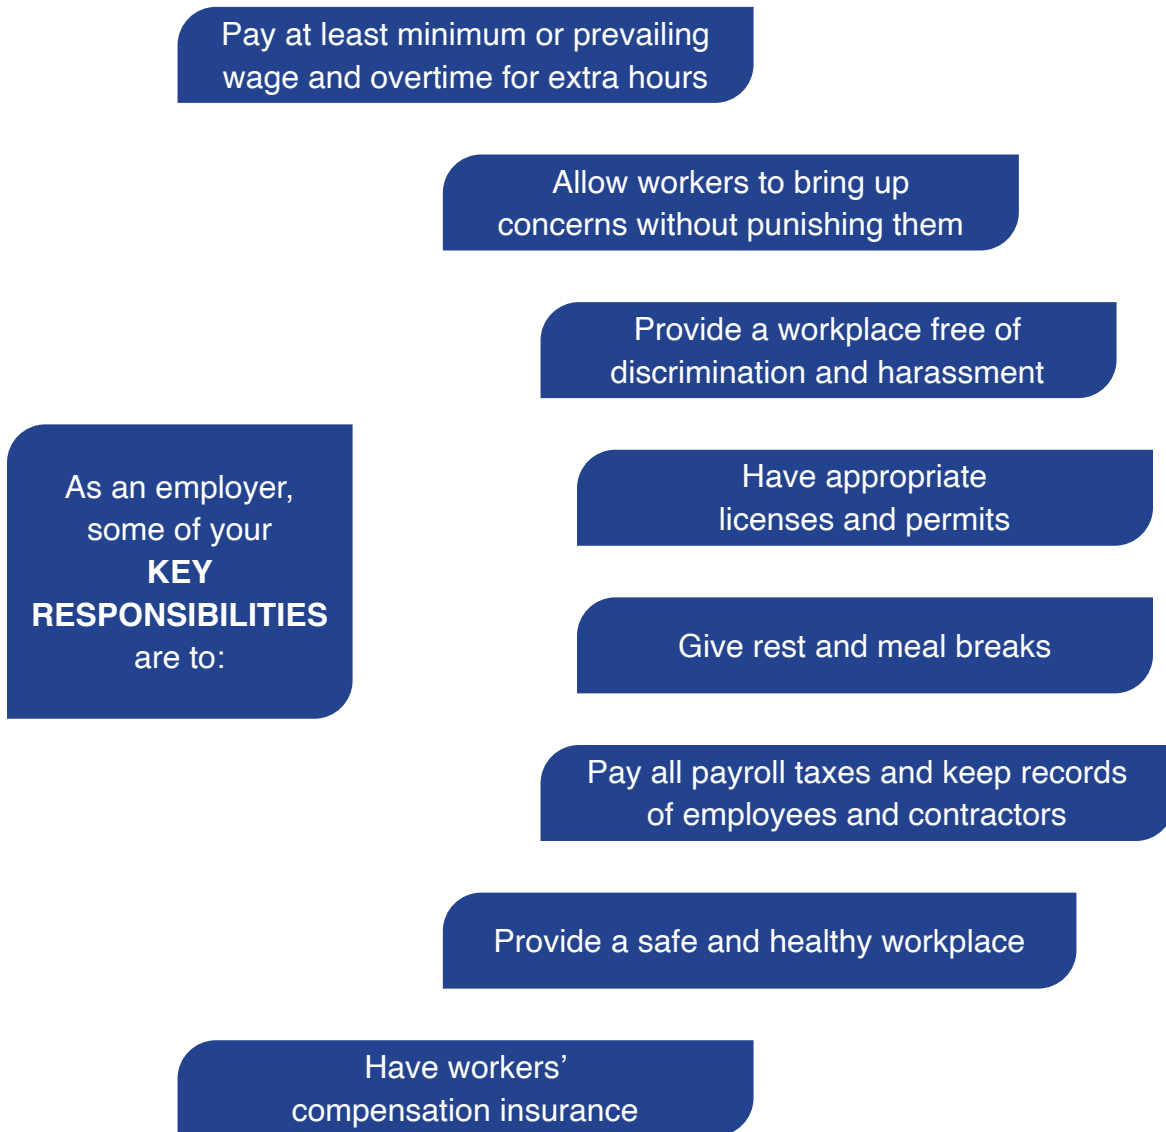 Pay at least minimum or prevailing
wage and overtime for extra hours
Allow workers to bring up
concerns without punishing them
Provide a workplace free of
discrimination and harassment
As an employer,
some of your
KEY
RESPONSIBILITIES
are to:
Have appropriate
licenses and permits
Give rest and meal breaks
Pay all payroll taxes and keep records
of employees and contractors
Provide a safe and healthy workplace
Have workers’
compensation insurance